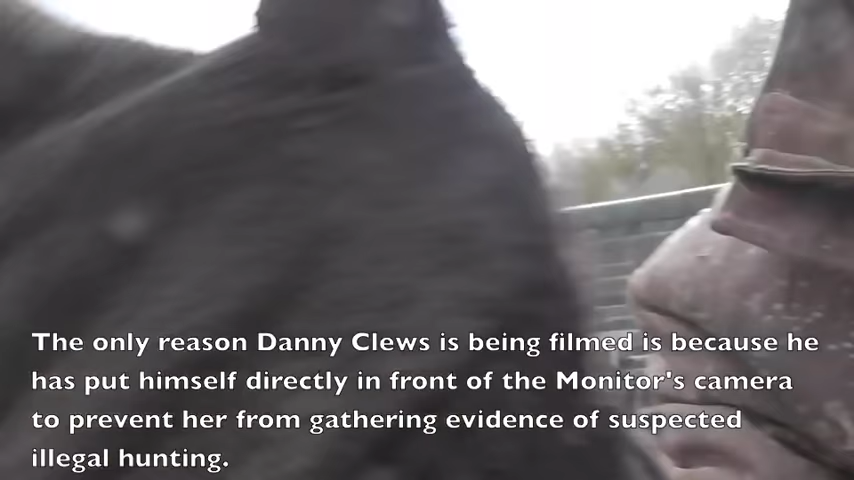 The only reason Danny Clews is being filmed is because he
has put himself directly in front of the Monitor's camera
to prevent her from gathering evidence of suspected
illegal hunting.